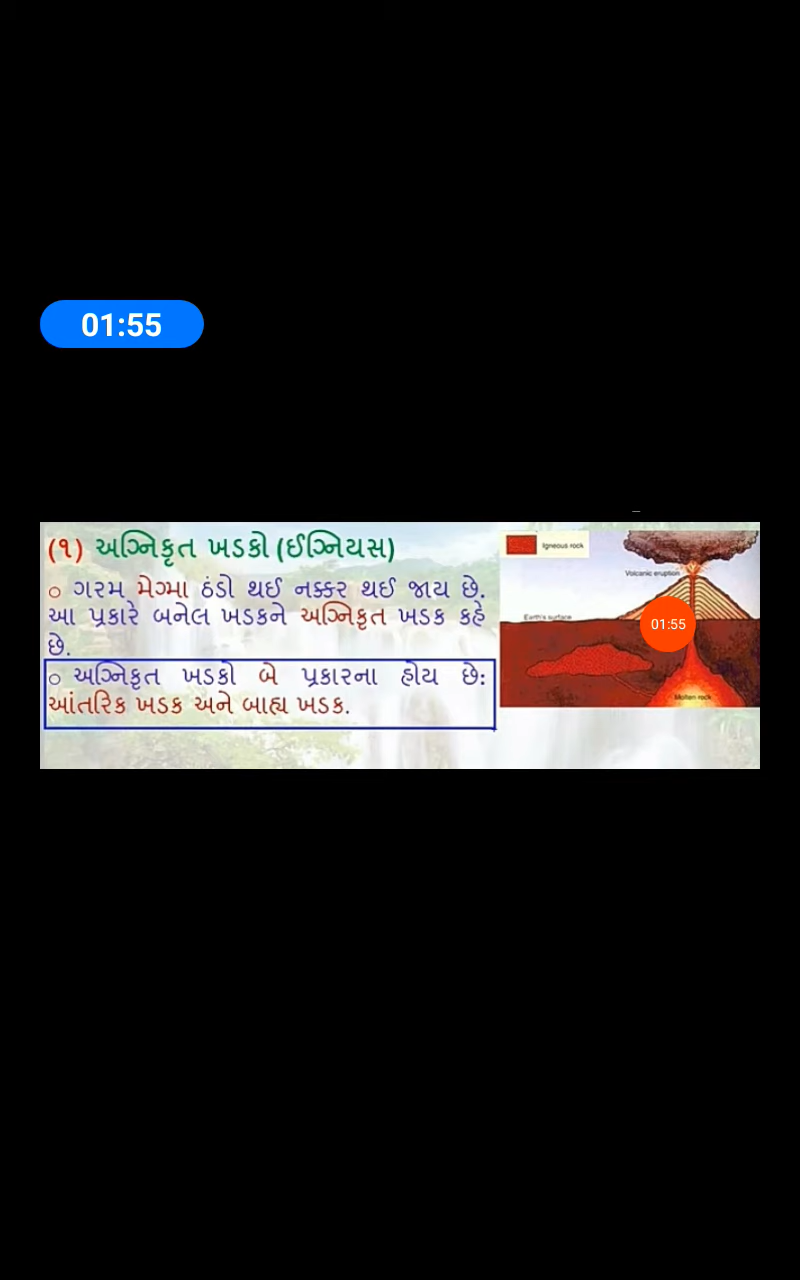 01:55
(૧) અગ્નિકૃત ખડકો (ઈગ્નિયસ)
○ ગરમ મેગ્મા ઠંડો થઈ નક્કર થઈ જાય છે.
આ પ્રકારે બનેલ ખડકને અગ્નિકૃત ખડક કહે
છે.
○ અગ્નિકૃત ખડકો બે પ્રકારના હોય છે:
આંતરિક ખડક અને બાહ્ય ખડક.
Igneous rock
Volcanic eruption
Earth's surface
01:55
Molten rock